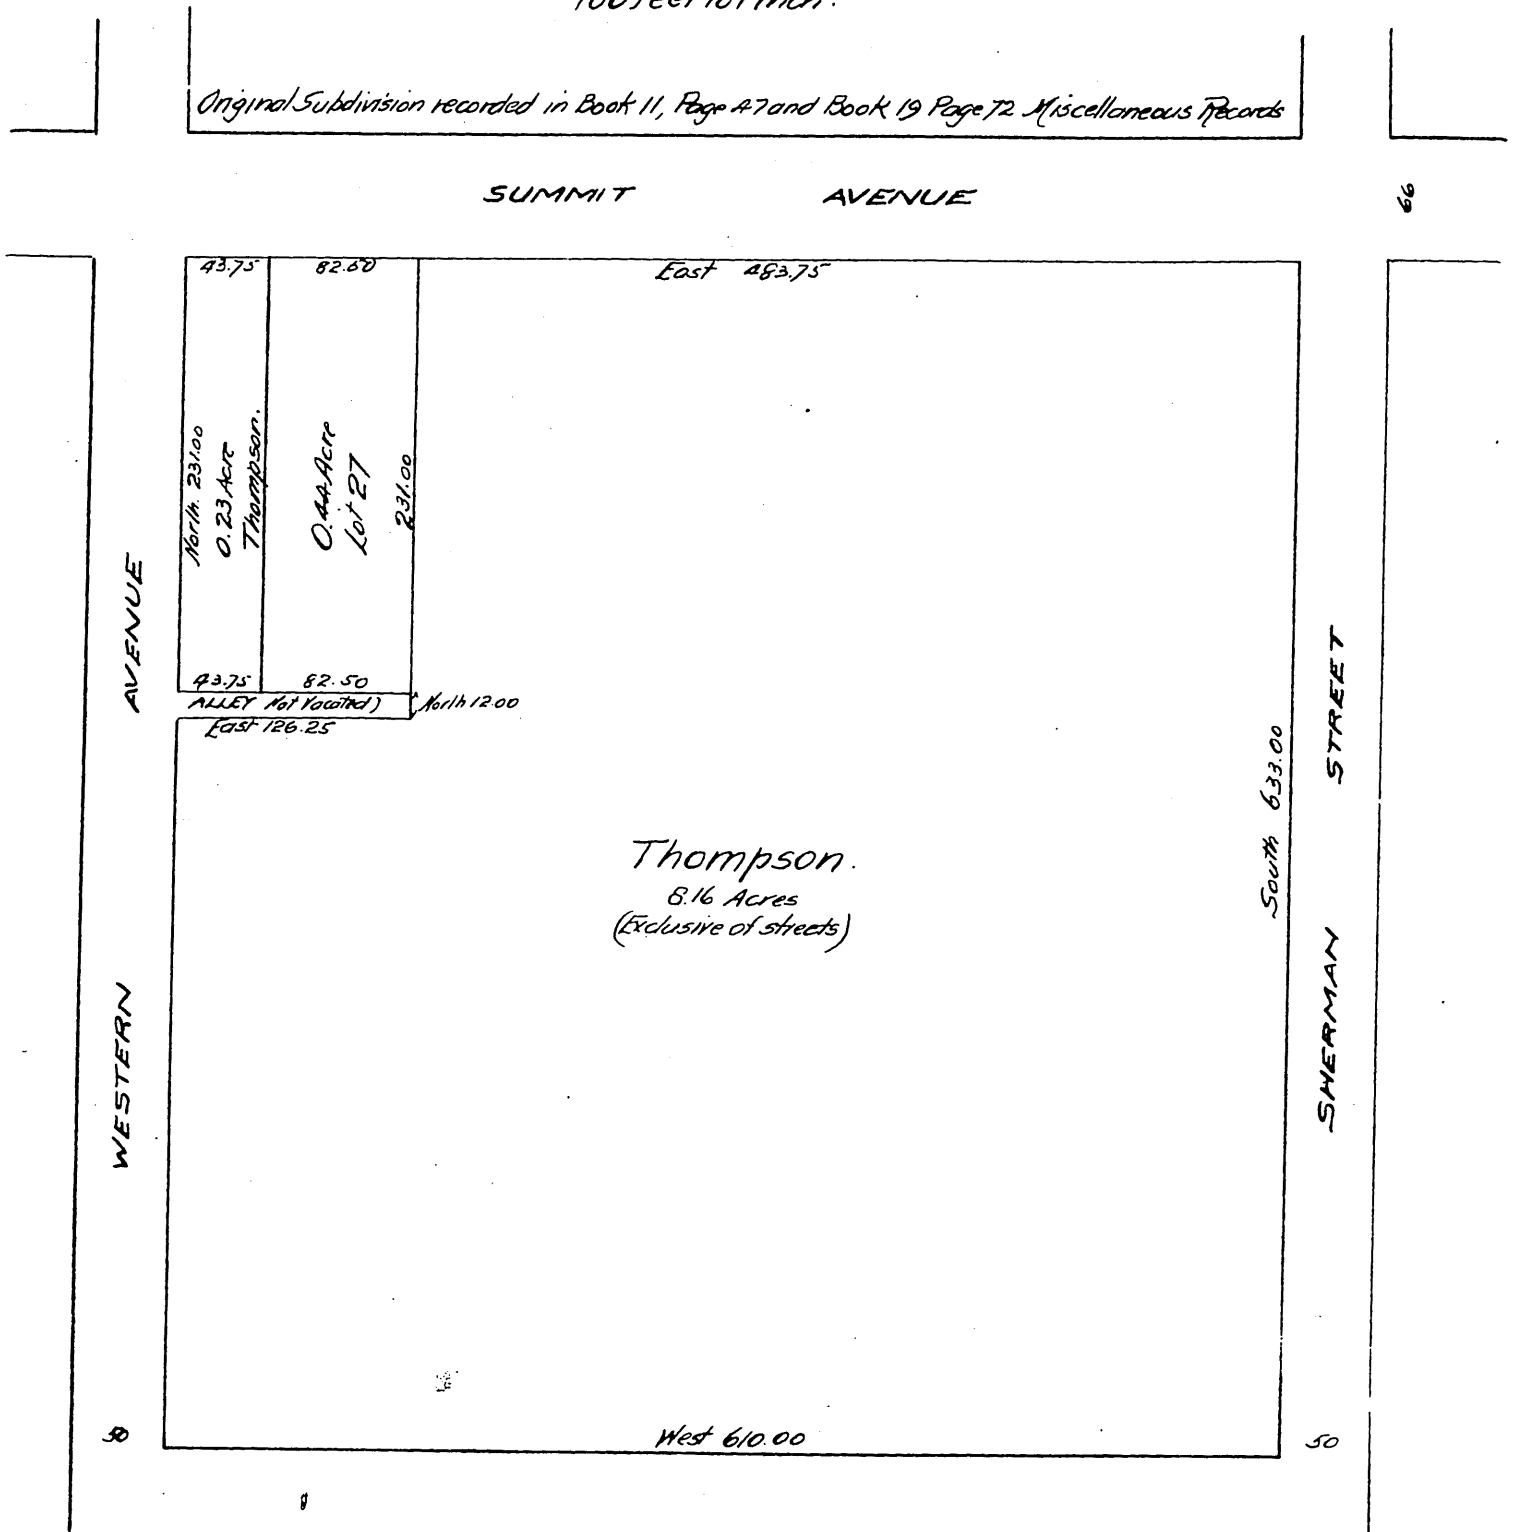 100 feet to 1 inch.
Original Subdivision recorded in Book 11, Page 47 and Book 19 Page 72 Miscellaneous Records
SUMMIT AVENUE
66
43.75
82.50
East 483.75
North 231.00
0.23 Acre
Thompson.
0.44 Acre
Lot 27
231.00
43.75
82.50
ALLEY Not Vacated)
North 12.00
East 126.25
WESTERN AVENUE
Thompson.
8.16 Acres
(Exclusive of streets)
South 633.00
SHERMAN STREET
50
West 610.00
50